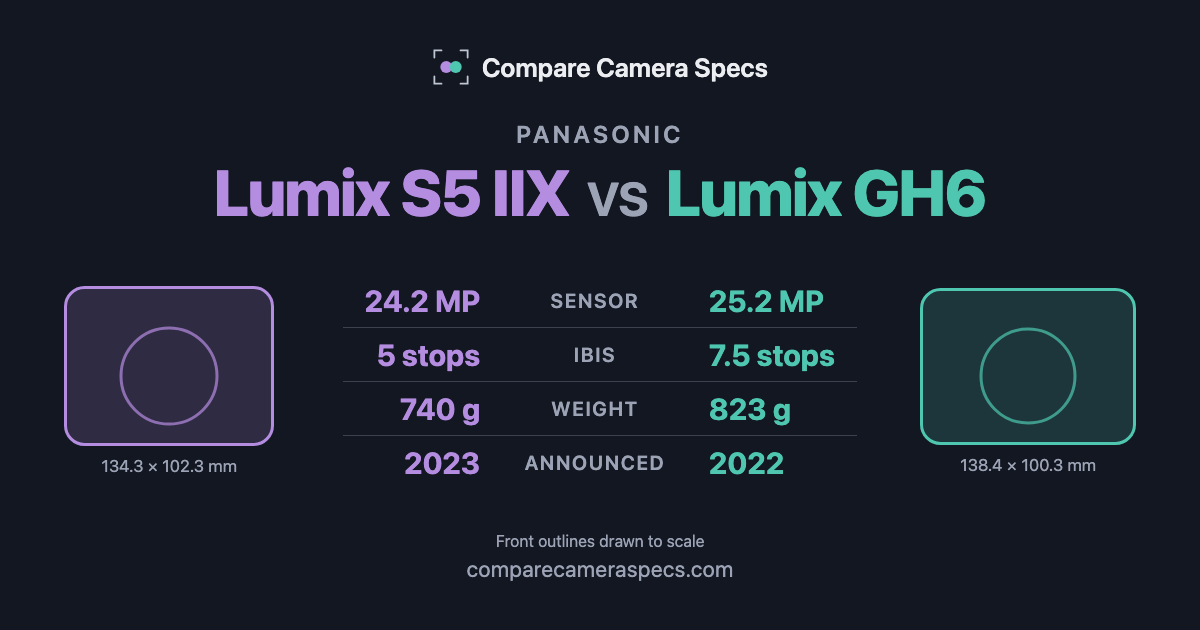 Compare Camera Specs
PANASONIC
Lumix S5 IIX vs Lumix GH6
24.2 MP SENSOR 25.2 MP
5 stops IBIS 7.5 stops
740 g WEIGHT 823 g
2023 ANNOUNCED 2022
134.3 × 102.3 mm
138.4 × 100.3 mm
Front outlines drawn to scale
comparecameraspecs.com